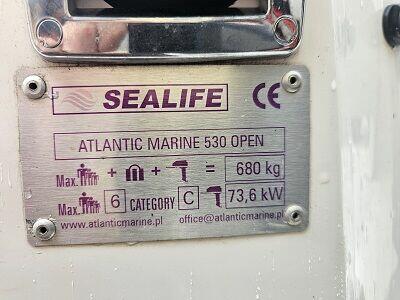 SEALIFE CE
ATLANTIC MARINE 530 OPEN
Max. + + = 680 kg
Max. 6 CATEGORY C 73,6 kW
www.atlanticmarine.pl office@atlanticmarine.pl